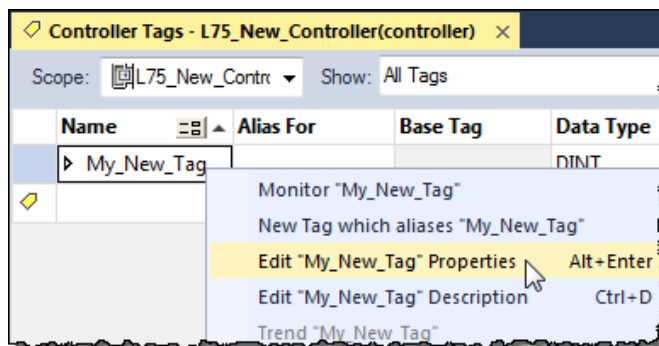 Controller Tags - L75_New_Controller(controller) ×
Scope: L75_New_Contrc Show: All Tags
Name Alias For Base Tag Data Type
My_New_Tag DINT
Monitor "My_New_Tag"
New Tag which aliases "My_New_Tag"
Edit "My_New_Tag" Properties Alt+Enter
Edit "My_New_Tag" Description Ctrl+D
Trend "My_New_Tag"